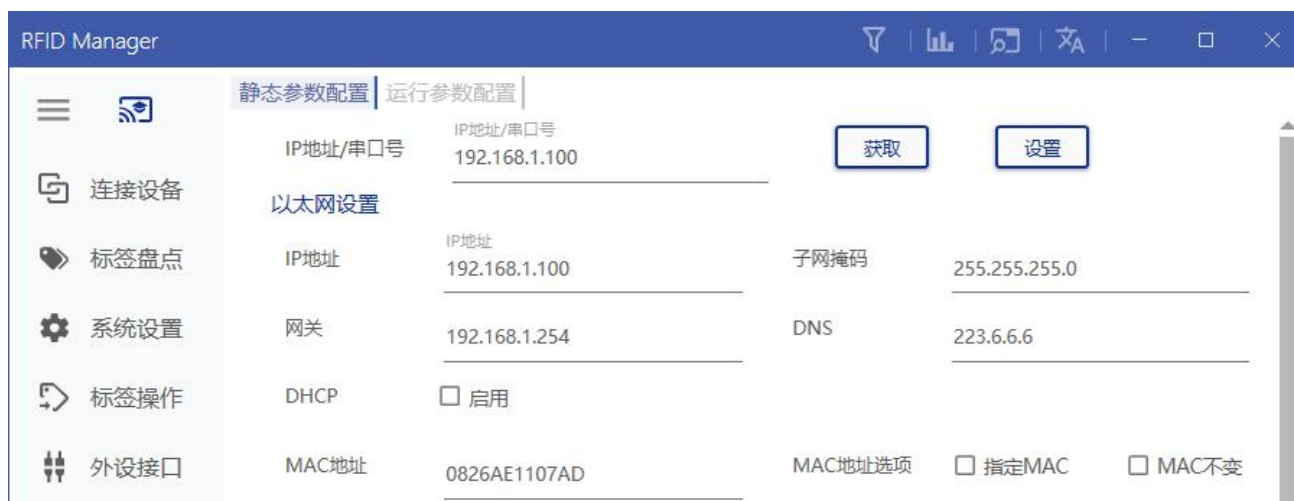 RFID Manager
静态参数配置 运行参数配置
IP地址/串口号
IP地址/串口号 192.168.1.100 获取 设置
连接设备
以太网设置
IP地址
标签盘点 IP地址 192.168.1.100 子网掩码 255.255.255.0
系统设置 网关 192.168.1.254 DNS 223.6.6.6
标签操作 DHCP 启用
外设接口 MAC地址 0826AE1107AD MAC地址选项 指定MAC MAC不变